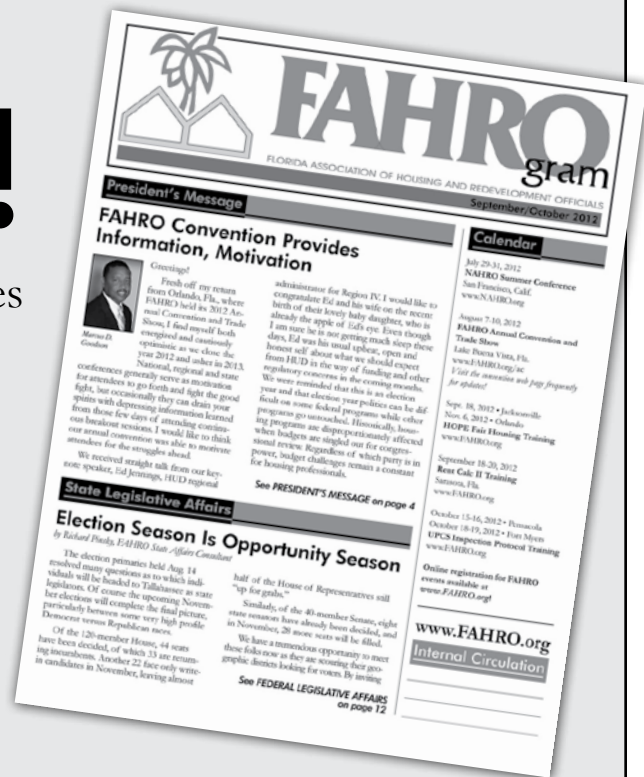 es
FAHRO
gram
FLORIDA ASSOCIATION OF HOUSING AND REDEVELOPMENT OFFICIALS
September/October 2012
President's Message
FAHRO Convention Provides
Information, Motivation
Marcus D.
Goodson
Greetings!
Fresh off my return
from Orlando, Fla., where
FAHRO held its 2012 An-
nual Convention and Trade
Show, I find myself both
energized and cautiously
optimistic as we close the
year 2012 and usher in 2013.
National, regional and state
conferences generally serve as motivation
for attendees to go forth and fight the good
fight, but occasionally they can drain your
spirits with depressing information learned
from those few days of attending contin-
uous breakout sessions. I would like to think
our annual convention was able to motivate
attendees for the struggles ahead.
We received straight talk from our key-
note speaker, Ed Jennings, HUD regional
administrator for Region IV. I would like to
congratulate Ed and his wife on the recent
birth of their lovely baby daughter, who is
already the apple of Ed's eye. Even though
I am sure he is not getting much sleep these
days, Ed was his usual upbeat, open and
honest self about what we should expect
from HUD in the way of funding and other
regulatory concerns in the coming months.
We were reminded that this is an election
year and that election year politics can be dif-
ficult on some federal programs while other
programs go untouched. Historically, hous-
ing programs are disproportionately affected
when budgets are singled out for congres-
sional review. Regardless of which party is in
power, budget challenges remain a constant
for housing professionals.
See PRESIDENT'S MESSAGE on page 4
State Legislative Affairs
Election Season Is Opportunity Season
by Richard Pinsky, FAHRO State Affairs Consultant
The election primaries held Aug. 14
resolved many questions as to which indi-
viduals will be headed to Tallahassee as state
legislators. Of course the upcoming Novem-
ber elections will complete the final picture,
particularly between some very high profile
Democrat versus Republican races.
Of the 120-member House, 44 seats
have been decided, of which 33 are return-
ing incumbents. Another 22 face only write-
in candidates in November, leaving almost
half of the House of Representatives still
"up for grabs."
Similarly, of the 40-member Senate, eight
state senators have already been decided, and
in November, 28 more seats will be filled.
We have a tremendous opportunity to meet
these folks now as they are scouring their geo-
graphic districts looking for voters. By inviting
See FEDERAL LEGISLATIVE AFFAIRS
on page 12
Calendar
July 29-31, 2012
NAHRO Summer Conference
San Francisco, Calif.
www.NAHRO.org
August 7-10, 2012
FAHRO Annual Convention and
Trade Show
Lake Buena Vista, Fla.
www.FAHRO.org/ac
Visit the convention web page frequently
for updates!
Sept. 18, 2012 • Jacksonville
Nov. 6, 2012 • Orlando
HOPE Fair Housing Training
www.FAHRO.org
September 18-20, 2012
Rent Calc II Training
Sarasota, Fla.
www.FAHRO.org
October 15-16, 2012 • Pensacola
October 18-19, 2012 • Fort Myers
UPCS Inspection Protocol Training
www.FAHRO.org
Online registration for FAHRO
events available at
www.FAHRO.org!
www.FAHRO.org
Internal Circulation